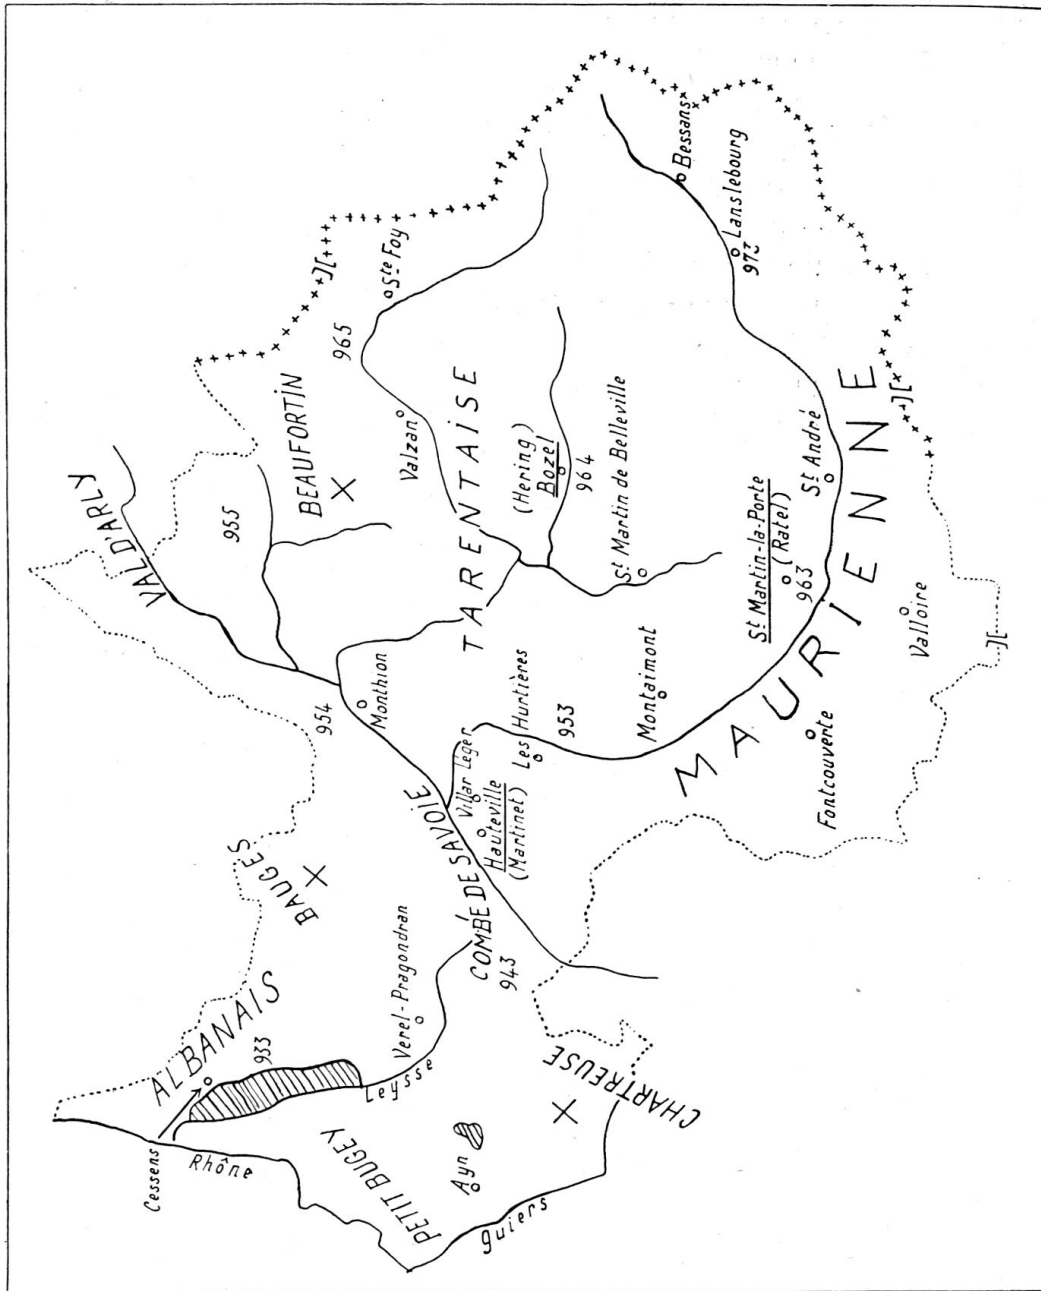 VAL D'ARLY
955
BEAUFORTIN
965
Ste Foy
Valzan
TARENTAISE
(Hering)
Bozel
964
St Martin de Belleville
Bessans
Lanslebourg
973
St André
St Martin-la-Porte
(Ratel)
963
MAURIENNE
Valloire
Fontcouverte
Montaimont
953
Les Hurtières
Villar Léger
Hauteville
(Martinet)
Monthion
954
COMBE DE SAVOIE
943
BAUGES
Verel-Pragondran
ALBANAIS
933
Leysse
Cessens
Rhône
PETIT BUGEY
Ayn
guiers
CHARTREUSE